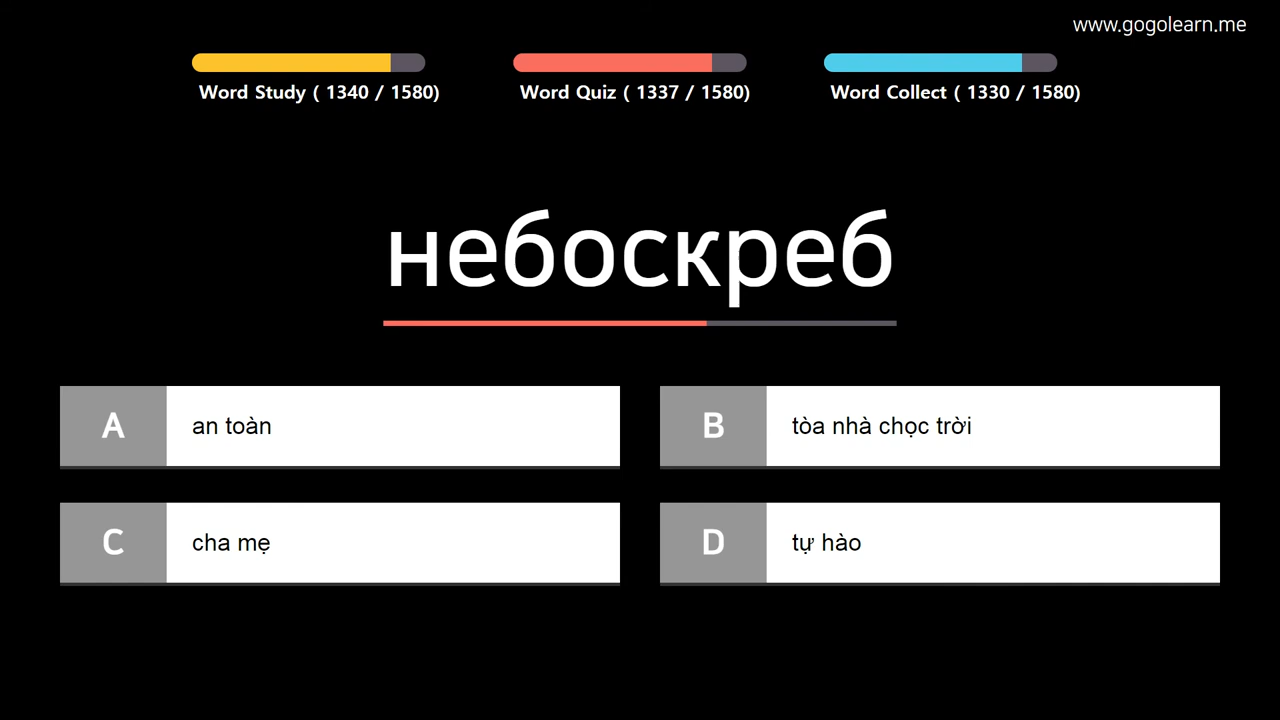 www.gogolearn.me
Word Study ( 1340 / 1580)
Word Quiz ( 1337 / 1580)
Word Collect ( 1330 / 1580)
небоскреб
A an toàn
B tòa nhà chọc trời
C cha mẹ
D tự hào